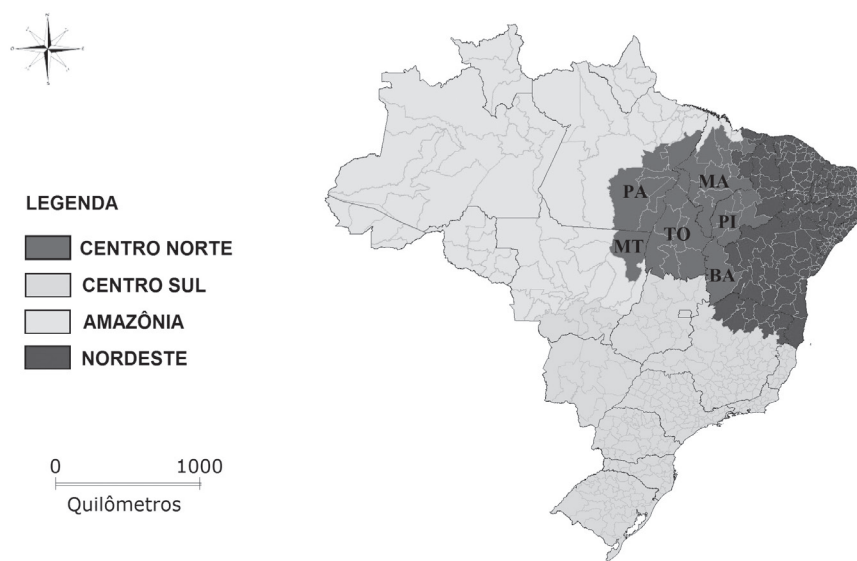 LEGENDA
CENTRO NORTE
CENTRO SUL
AMAZÔNIA
NORDESTE
0 1000
Quilômetros
PA
MA
PI
TO
MT
BA